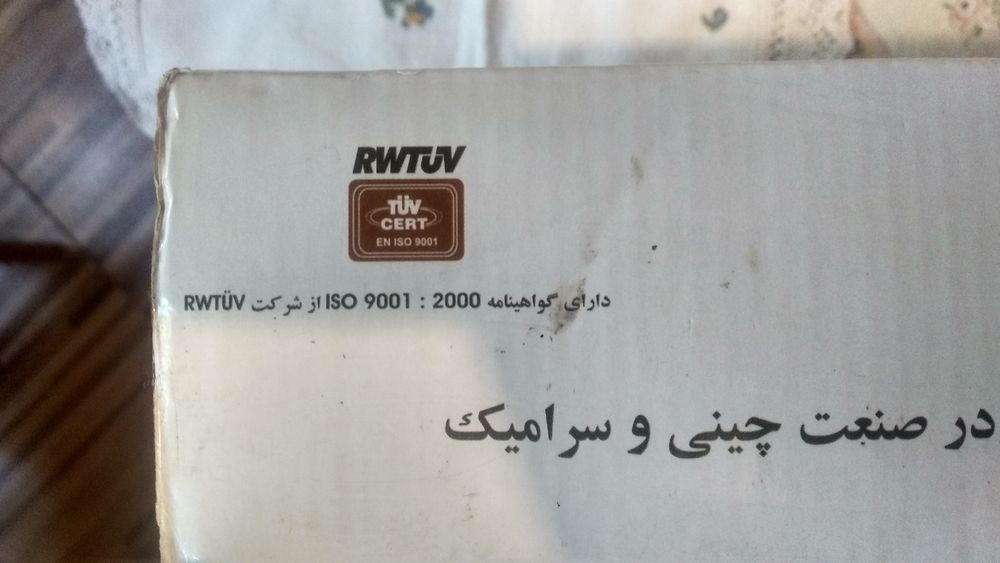 RWTÜV
TÜV
CERT
EN ISO 9001
دارای گواهینامه ISO 9001 : 2000 از شرکت RWTÜV
در صنعت چینی و سرامیک